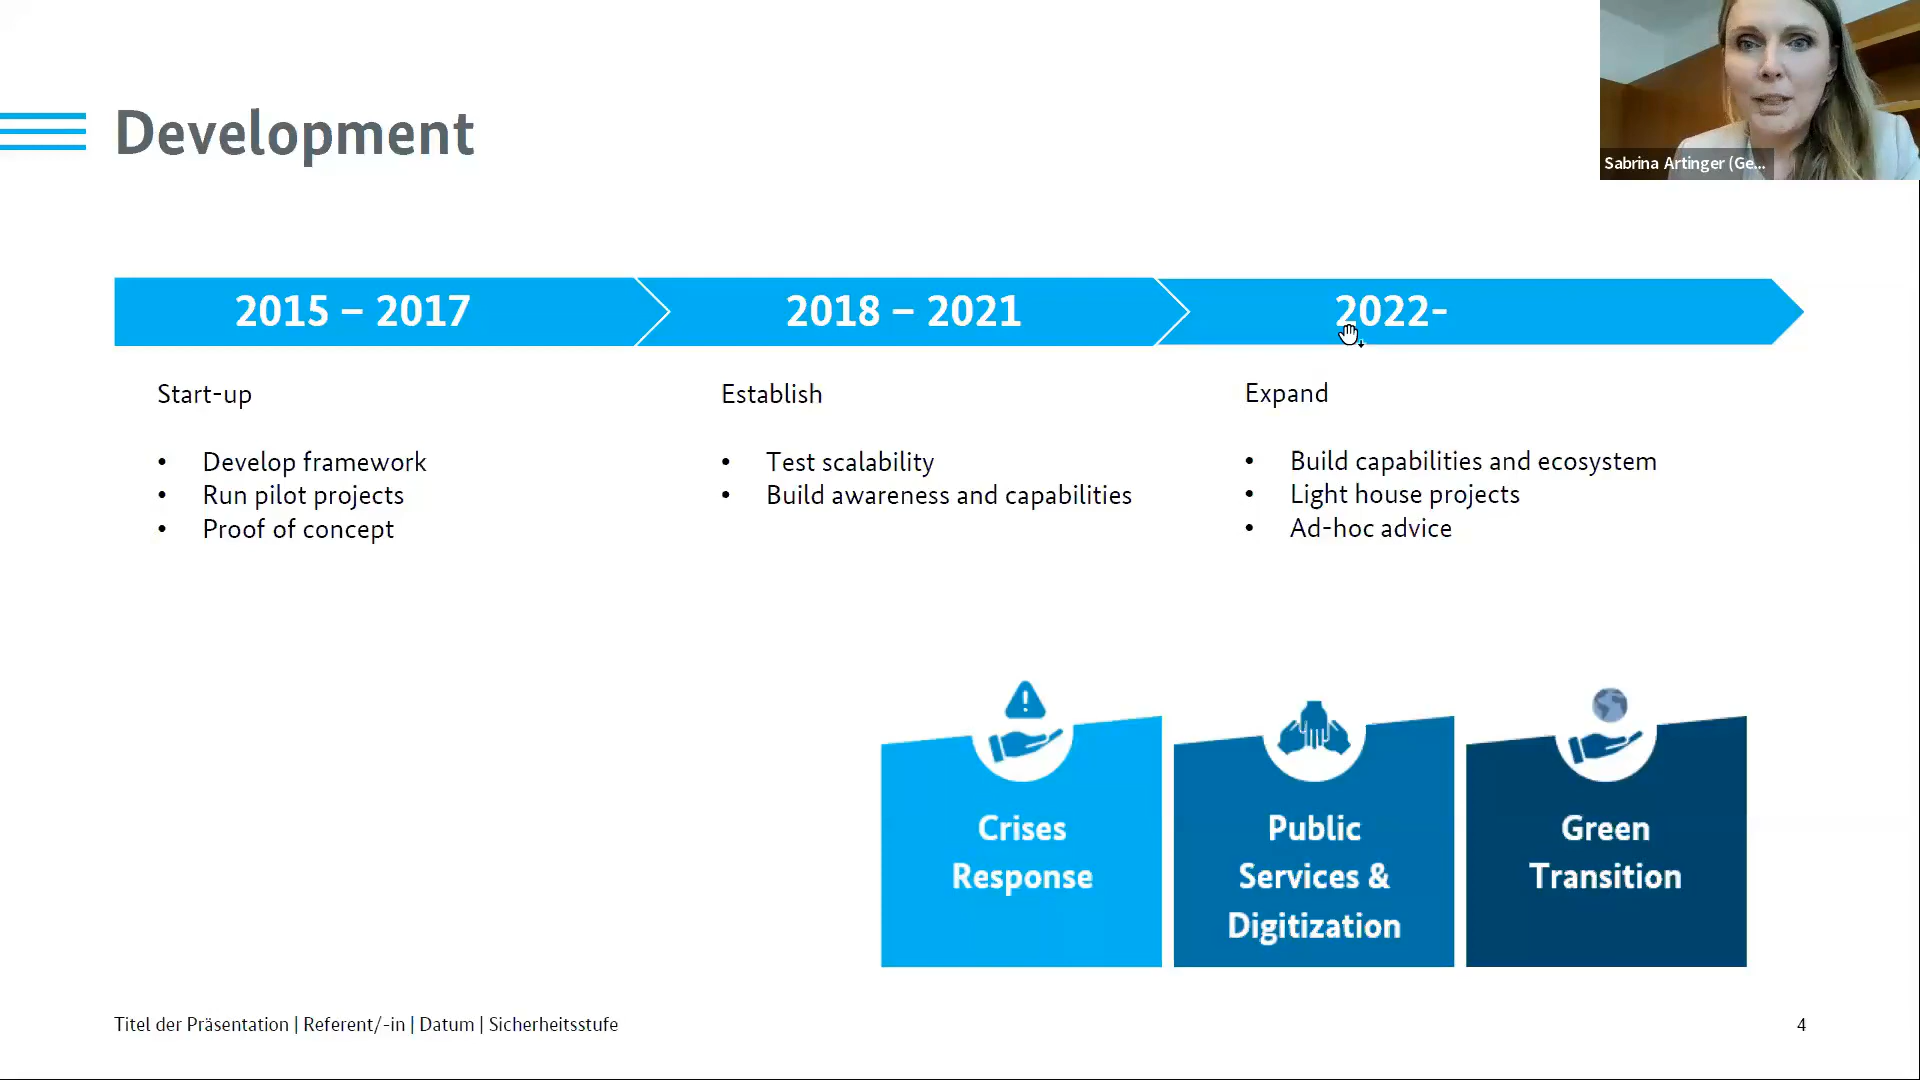 Development
Sabrina Artinger (Ge...
2015 – 2017
2018 – 2021
2022-
Start-up
• Develop framework
• Run pilot projects
• Proof of concept
Establish
• Test scalability
• Build awareness and capabilities
Expand
• Build capabilities and ecosystem
• Light house projects
• Ad-hoc advice
Crises
Response
Public
Services &
Digitization
Green
Transition
Titel der Präsentation | Referent/-in | Datum | Sicherheitsstufe
4